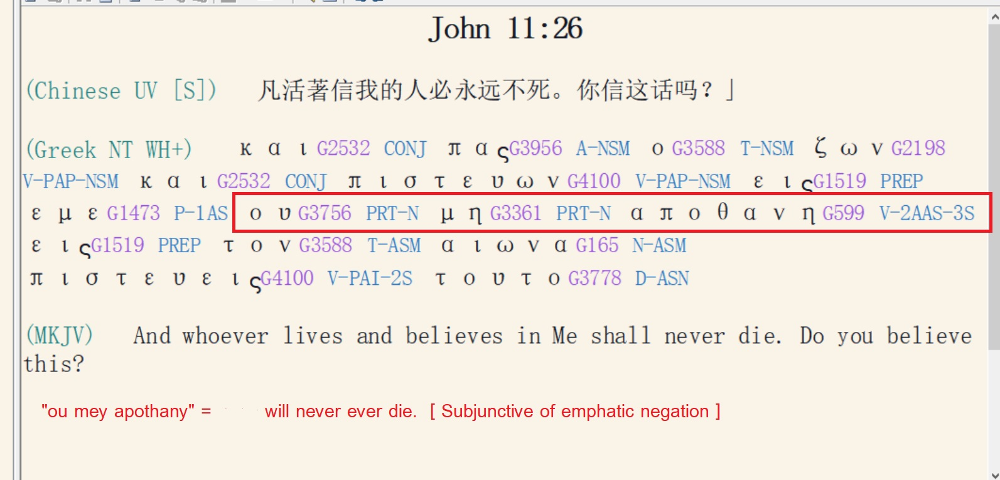 John 11:26
(Chinese UV [S]) 凡活著信我的人必永远不死。你信这话吗？」
(Greek NT WH+) κ α ι G2532 CONJ π α ς G3956 A-NSM ο G3588 T-NSM ζ ω ν G2198
V-PAP-NSM κ α ι G2532 CONJ π ι σ τ ε υ ω ν G4100 V-PAP-NSM ε ι ς G1519 PREP
ε μ ε G1473 P-1AS ο υ G3756 PRT-N μ η G3361 PRT-N α π ο θ α ν η G599 V-2AAS-3S
ε ι ς G1519 PREP τ ο ν G3588 T-ASM α ι ω ν α G165 N-ASM
π ι σ τ ε υ ε ι ς G4100 V-PAI-2S τ ο υ τ ο G3778 D-ASN
(MKJV) And whoever lives and believes in Me shall never die. Do you believe
this?
"ou mey apothany" = will never ever die. [ Subjunctive of emphatic negation ]